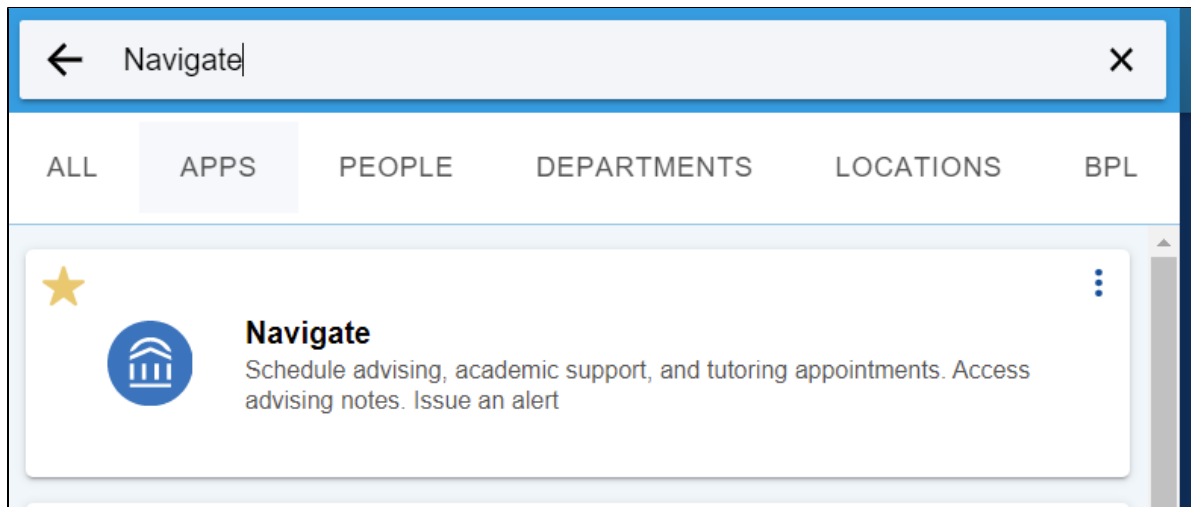 Navigate
ALL APPS PEOPLE DEPARTMENTS LOCATIONS BPL
Navigate
Schedule advising, academic support, and tutoring appointments. Access
advising notes. Issue an alert